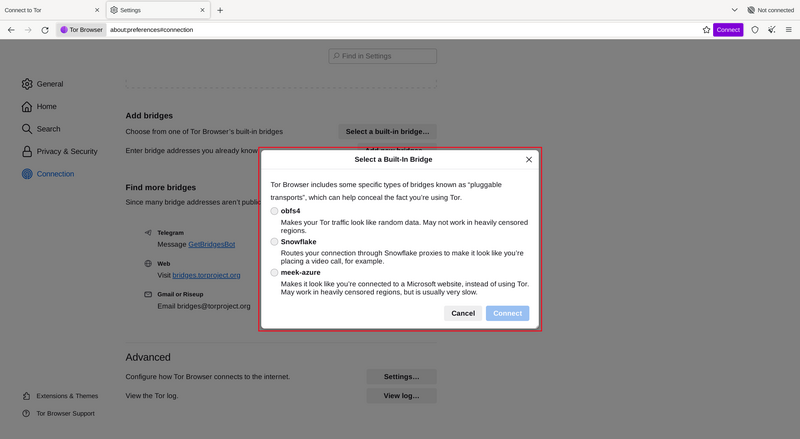 Connect to Tor
Settings
Not connected
Tor Browser
about:preferences#connection
Connect
Find in Settings
General
Home
Search
Privacy & Security
Connection
Extensions & Themes
Tor Browser Support
Add bridges
Choose from one of Tor Browser's built-in bridges
Select a built-in bridge…
Enter bridge addresses you already know
Find more bridges
Since many bridge addresses aren't public
Telegram
Message GetBridgesBot
Web
Visit bridges.torproject.org
Gmail or Riseup
Email bridges@torproject.org
Select a Built-In Bridge
Tor Browser includes some specific types of bridges known as “pluggable
transports”, which can help conceal the fact you're using Tor.
obfs4
Makes your Tor traffic look like random data. May not work in heavily censored
regions.
Snowflake
Routes your connection through Snowflake proxies to make it look like you're
placing a video call, for example.
meek-azure
Makes it look like you're connected to a Microsoft website, instead of using Tor.
May work in heavily censored regions, but is usually very slow.
Cancel
Connect
Advanced
Configure how Tor Browser connects to the internet.
Settings…
View the Tor log.
View log…